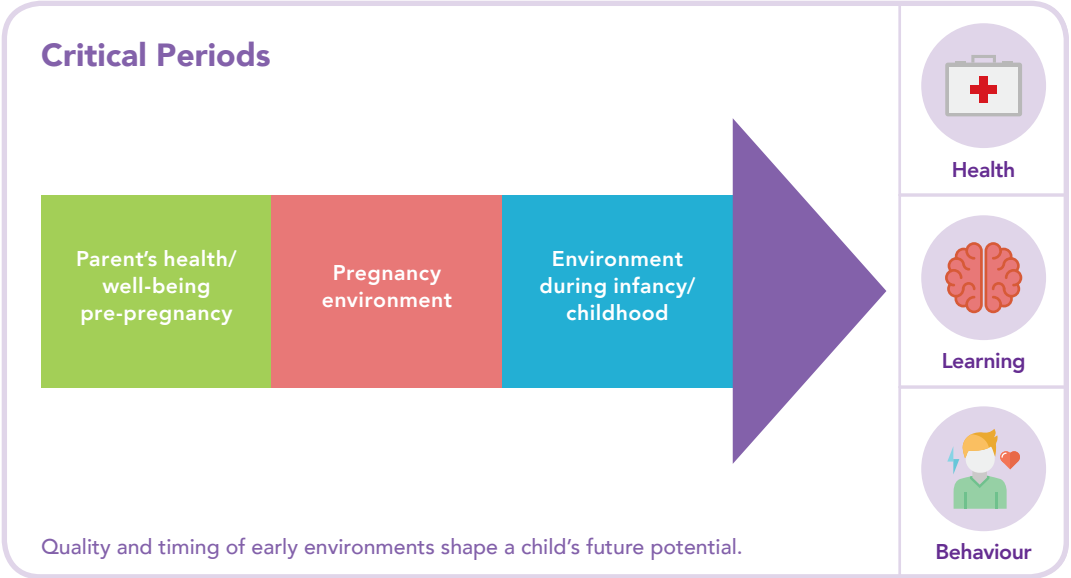 Critical Periods
Parent’s health/
well-being
pre-pregnancy
Pregnancy
environment
Environment
during infancy/
childhood
Quality and timing of early environments shape a child’s future potential.
Health
Learning
Behaviour